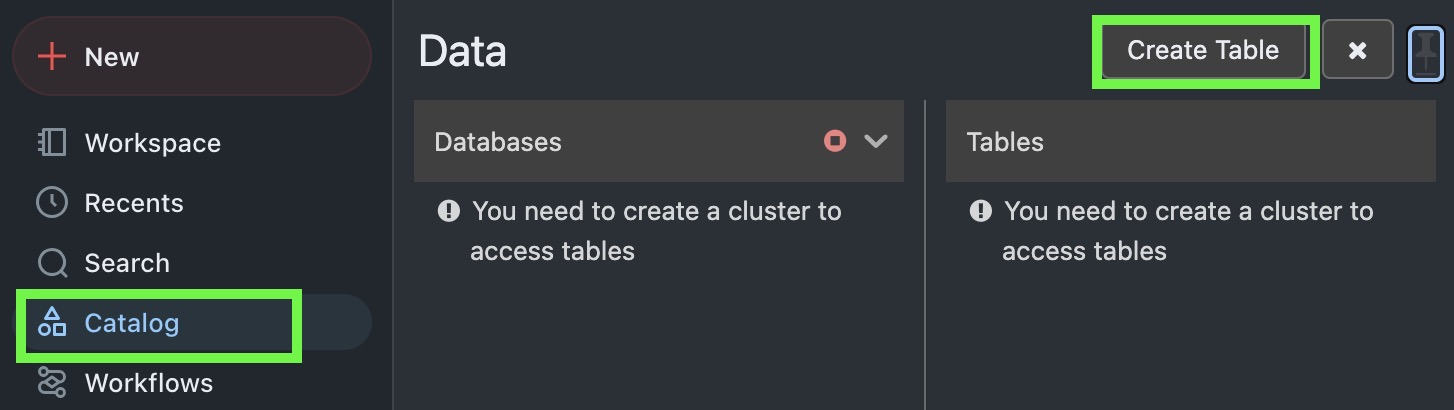 New
Workspace
Recents
Search
Catalog
Workflows
Data
Create Table
Databases
You need to create a cluster to
access tables
Tables
You need to create a cluster to
access tables